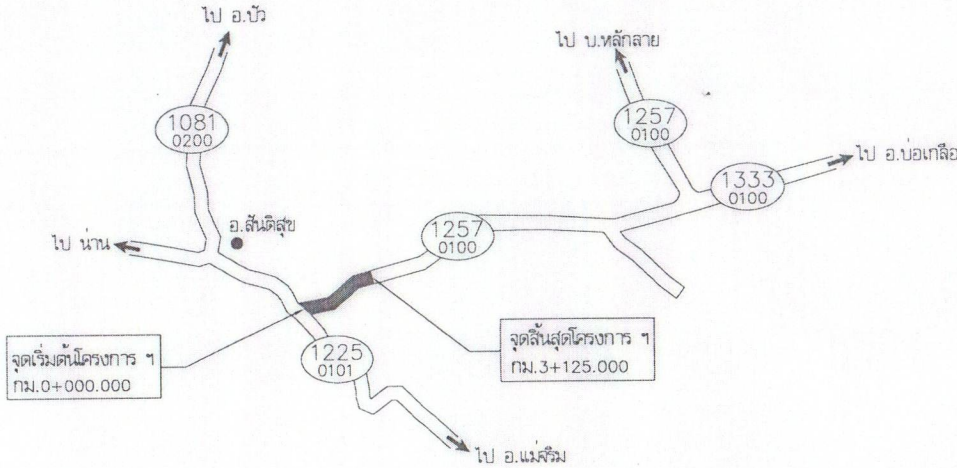 ไป อ.ปัว
ไป บ.หลักลาย
1081
0200
1257
0100
ไป อ.บ่อเกลือ
1333
0100
อ.สันติสุข
ไป น่าน
1257
0100
จุดเริ่มต้นโครงการ ฯ
กม.0+000.000
จุดสิ้นสุดโครงการ ฯ
กม.3+125.000
1225
0101
ไป อ.แม่จริม